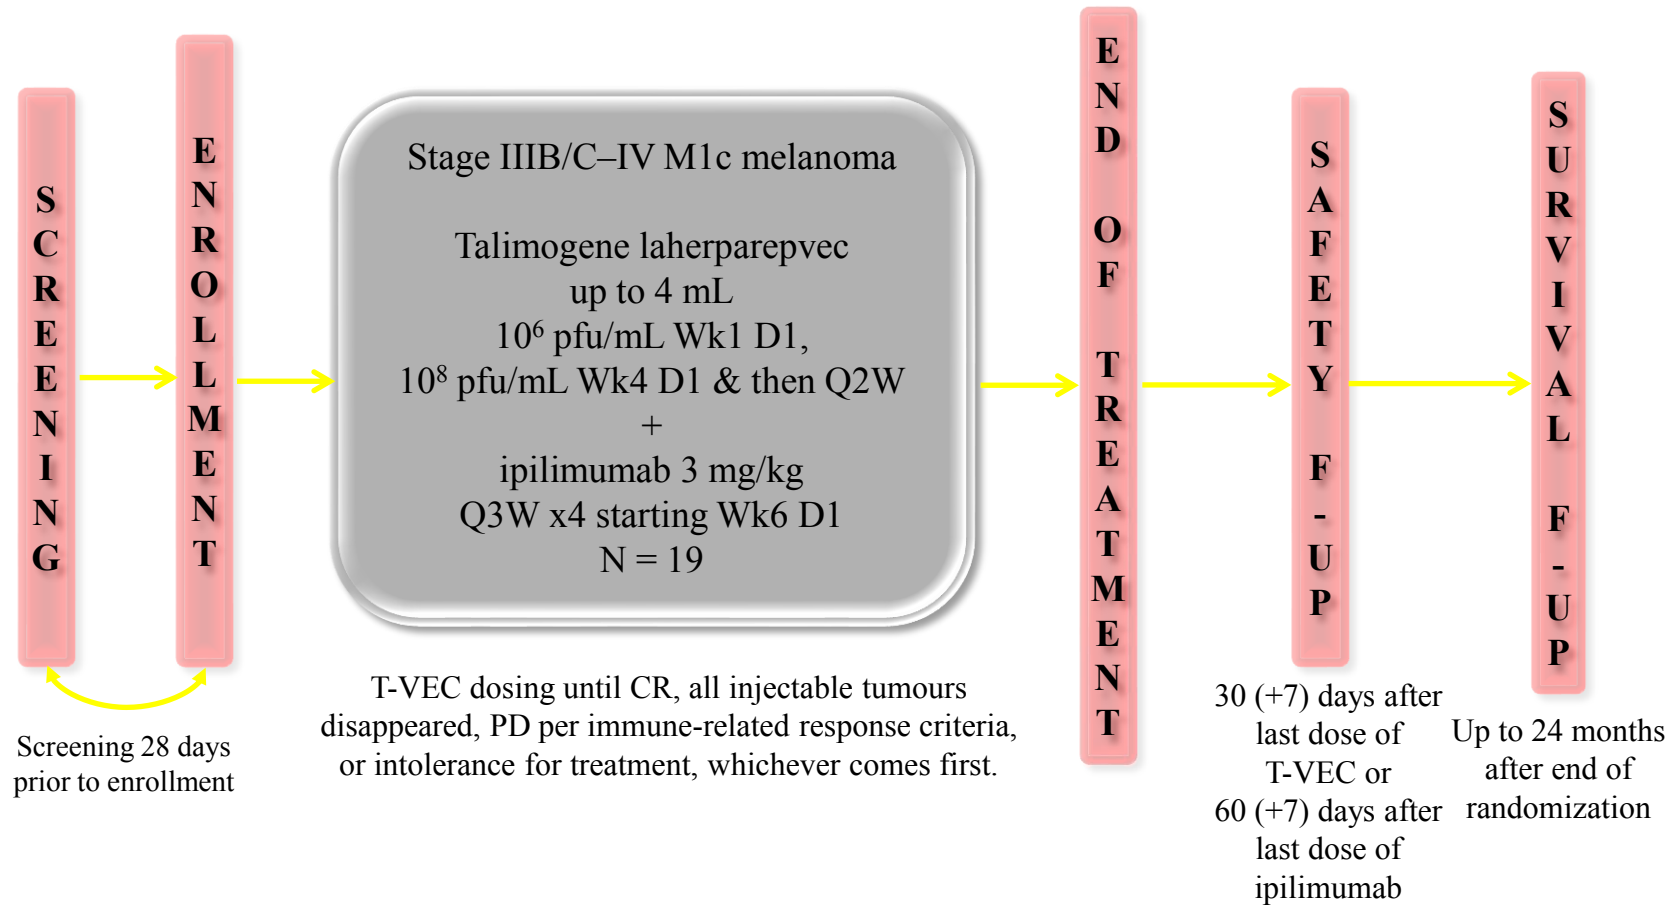 SCREENING
ENROLLMENT
Stage IIIB/C–IV M1c melanoma
Talimogene laherparepvec
up to 4 mL
10⁶ pfu/mL Wk1 D1,
10⁸ pfu/mL Wk4 D1 & then Q2W
+
ipilimumab 3 mg/kg
Q3W x4 starting Wk6 D1
N = 19
END OF TREATMENT
SAFETY F-UP
SURVIVAL F-UP
Screening 28 days
prior to enrollment
T-VEC dosing until CR, all injectable tumours
disappeared, PD per immune-related response criteria,
or intolerance for treatment, whichever comes first.
30 (+7) days after
last dose of
T-VEC or
60 (+7) days after
last dose of
ipilimumab
Up to 24 months
after end of
randomization